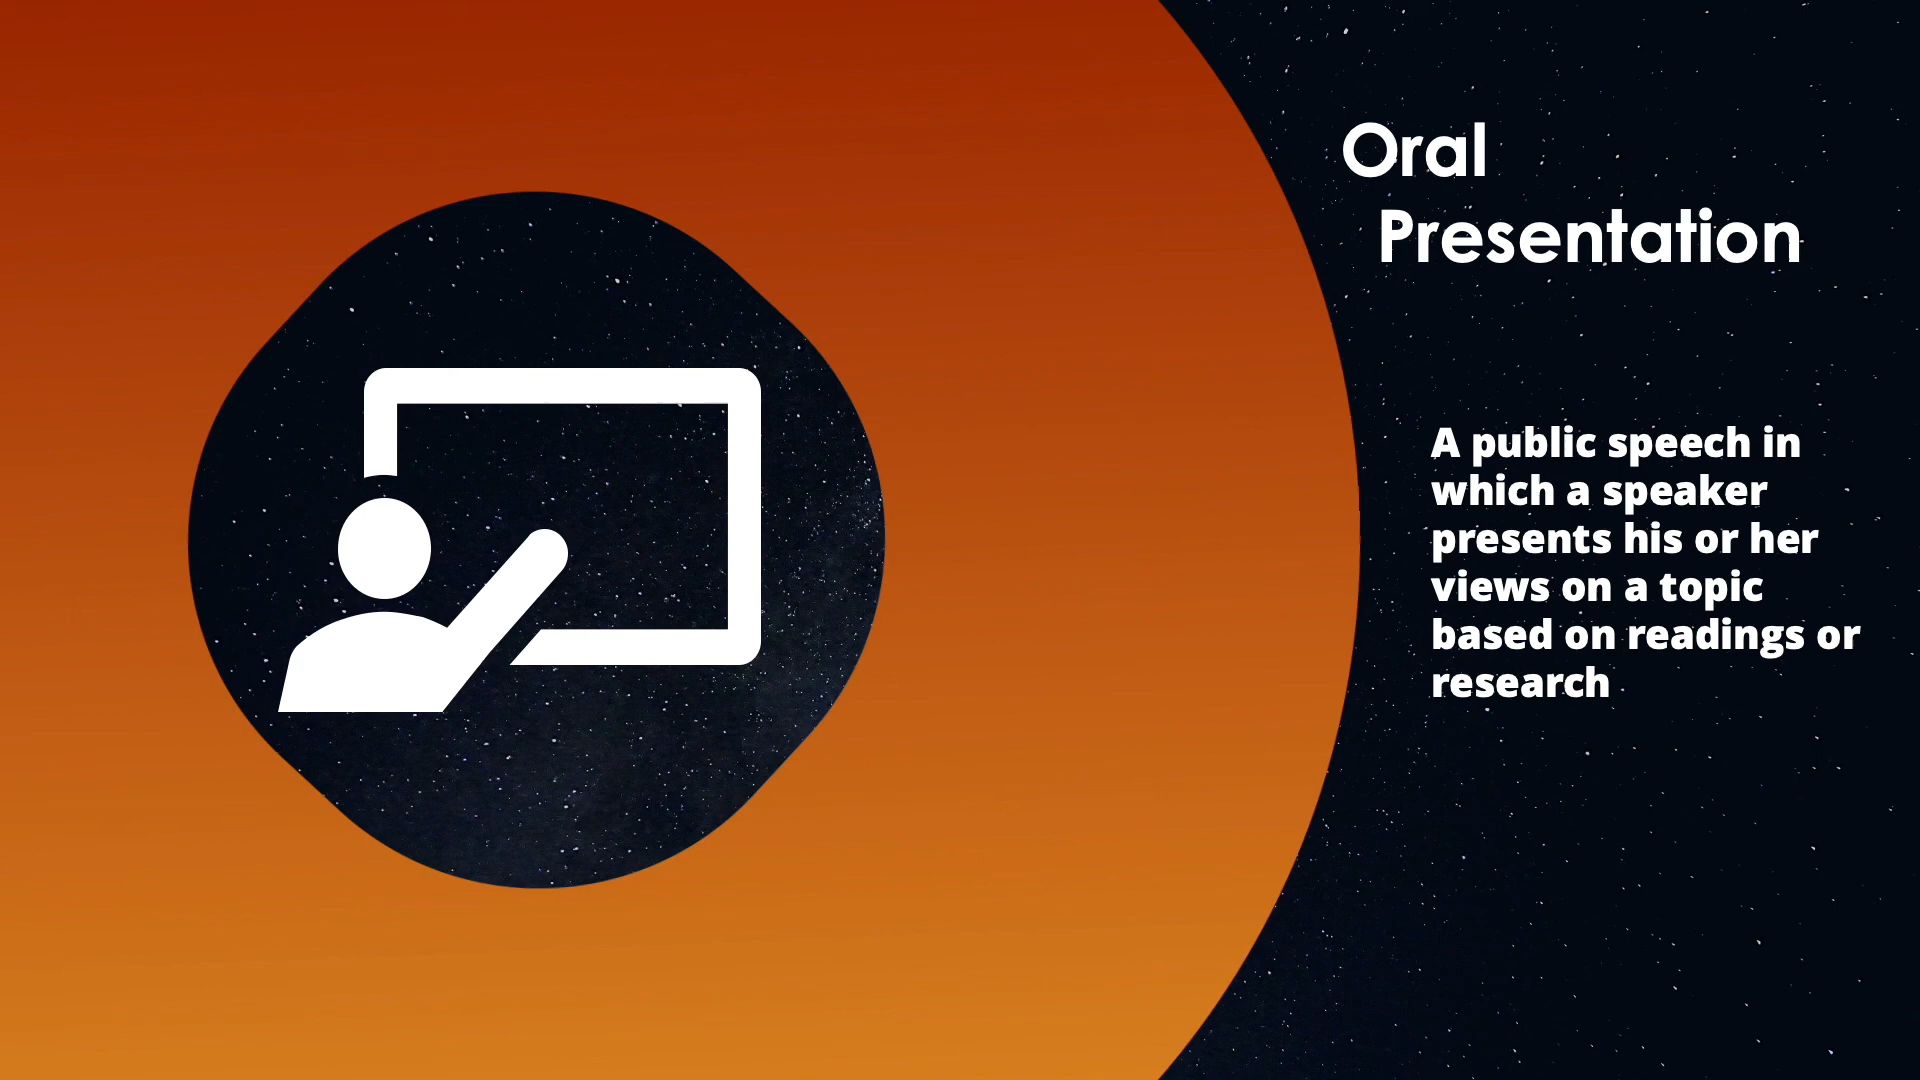 Oral
Presentation
A public speech in
which a speaker
presents his or her
views on a topic
based on readings or
research